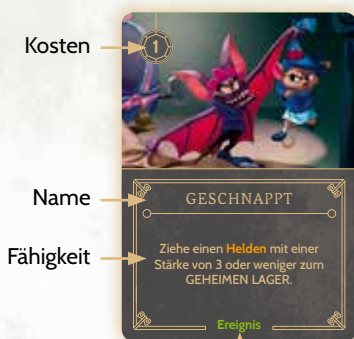 Kosten
1
Name
GESCHNAPPT
Fähigkeit
Ziehe einen Helden mit einer
Stärke von 3 oder weniger zum
GEHEIMEN LAGER.
Ereignis